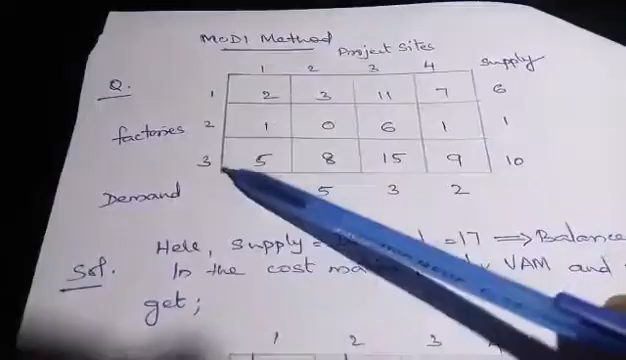 MODI Method
Project Sites
1 2 3 4 Supply
Q. 1 2 3 11 7 6
factories 2 1 0 6 1 1
3 5 8 15 9 10
Demand 5 3 2
Here, Supply = =17 ⟹ Balance
Sol. In the cost VAM and
get;
1 2 3